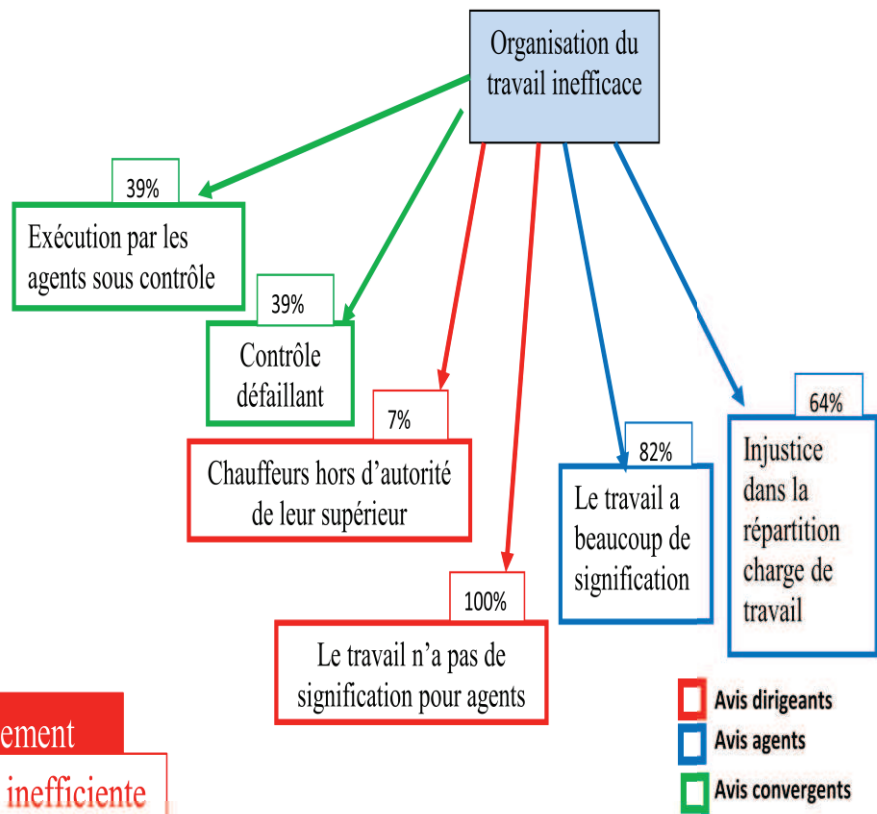 Organisation du
travail inefficace
39%
Exécution par les
agents sous contrôle
39%
Contrôle
défaillant
7%
Chauffeurs hors d'autorité
de leur supérieur
100%
Le travail n'a pas de
signification pour agents
82%
Le travail a
beaucoup de
signification
64%
Injustice
dans la
répartition
charge de
travail
ement
inefficiente
Avis dirigeants
Avis agents
Avis convergents